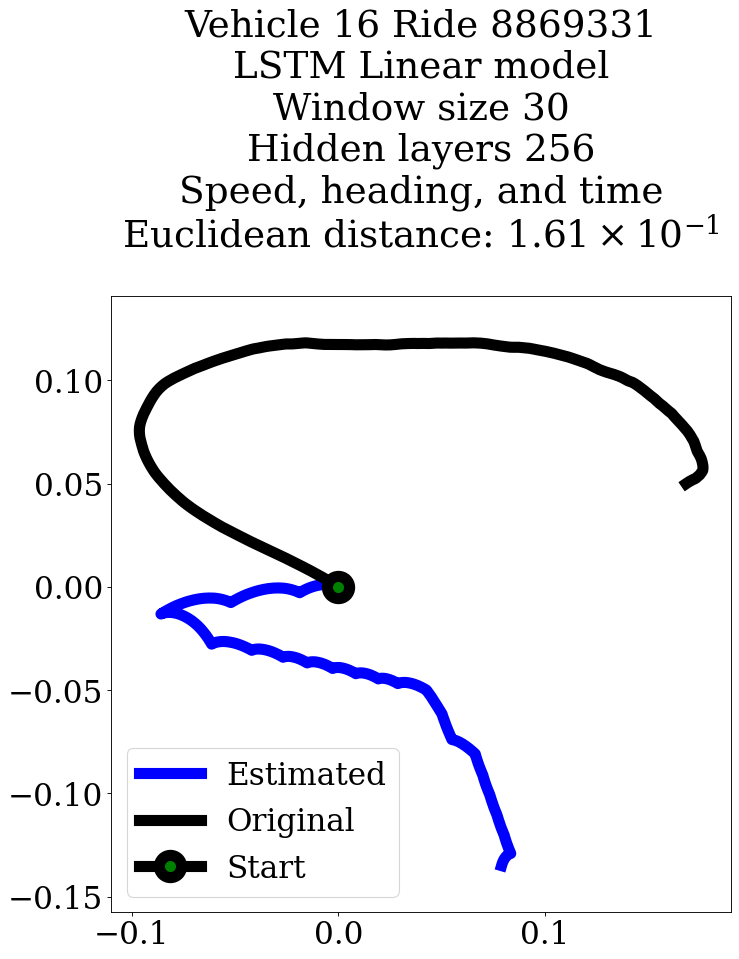 Vehicle 16 Ride 8869331
LSTM Linear model
Window size 30
Hidden layers 256
Speed, heading, and time
Euclidean distance: 1.61 × 10⁻¹
0.10
0.05
0.00
−0.05
−0.10
−0.15
Estimated
Original
Start
−0.1
0.0
0.1